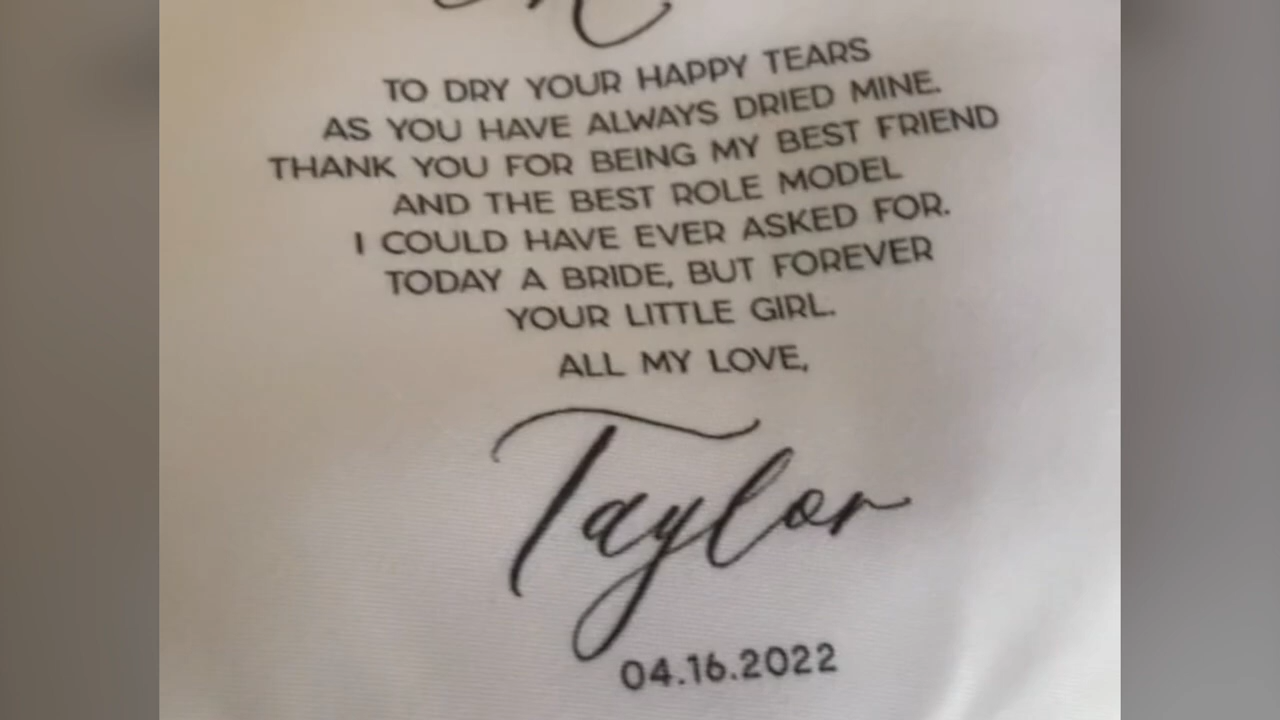 TO DRY YOUR HAPPY TEARS
AS YOU HAVE ALWAYS DRIED MINE.
THANK YOU FOR BEING MY BEST FRIEND
AND THE BEST ROLE MODEL
I COULD HAVE EVER ASKED FOR.
TODAY A BRIDE, BUT FOREVER
YOUR LITTLE GIRL.
ALL MY LOVE,
Taylor
04.16.2022